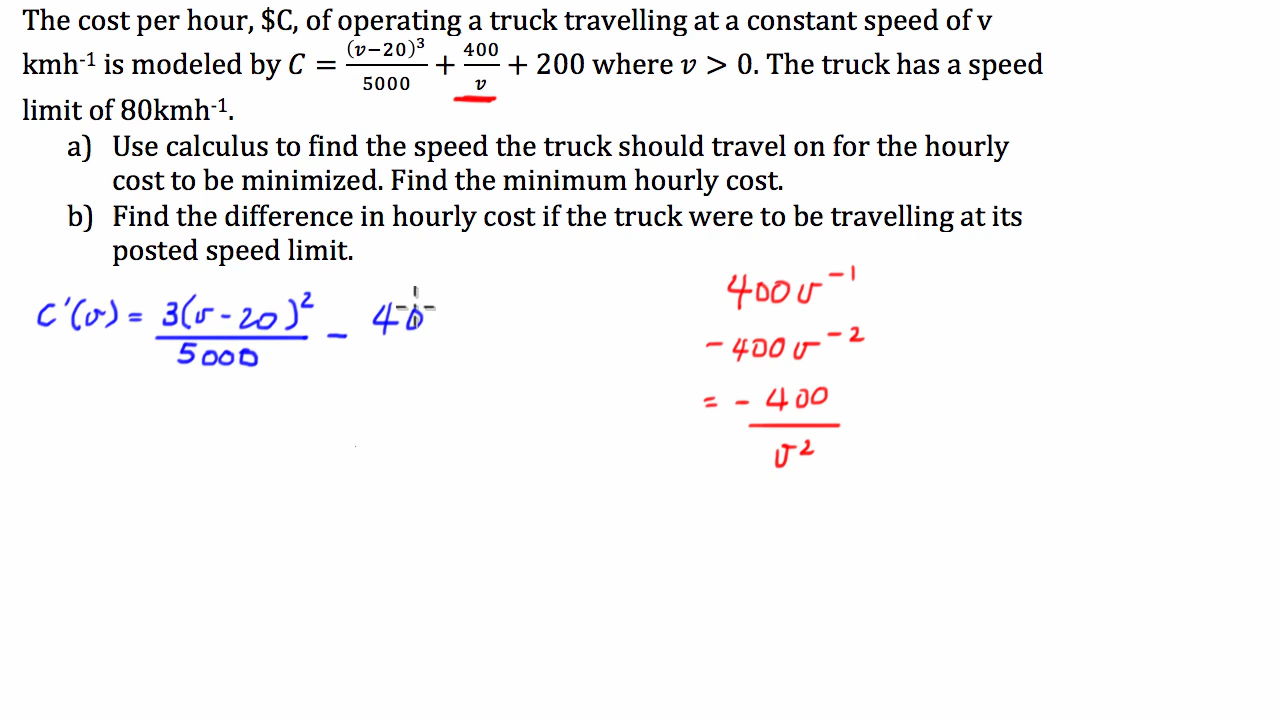 The cost per hour, $C, of operating a truck travelling at a constant speed of v
kmh⁻¹ is modeled by C = (v−20)³/5000 + 400/v + 200 where v > 0. The truck has a speed
limit of 80kmh⁻¹.
a) Use calculus to find the speed the truck should travel on for the hourly
cost to be minimized. Find the minimum hourly cost.
b) Find the difference in hourly cost if the truck were to be travelling at its
posted speed limit.
C'(v) = 3(v-20)²/5000 - 40
400v⁻¹
-400v⁻²
= -400/v²